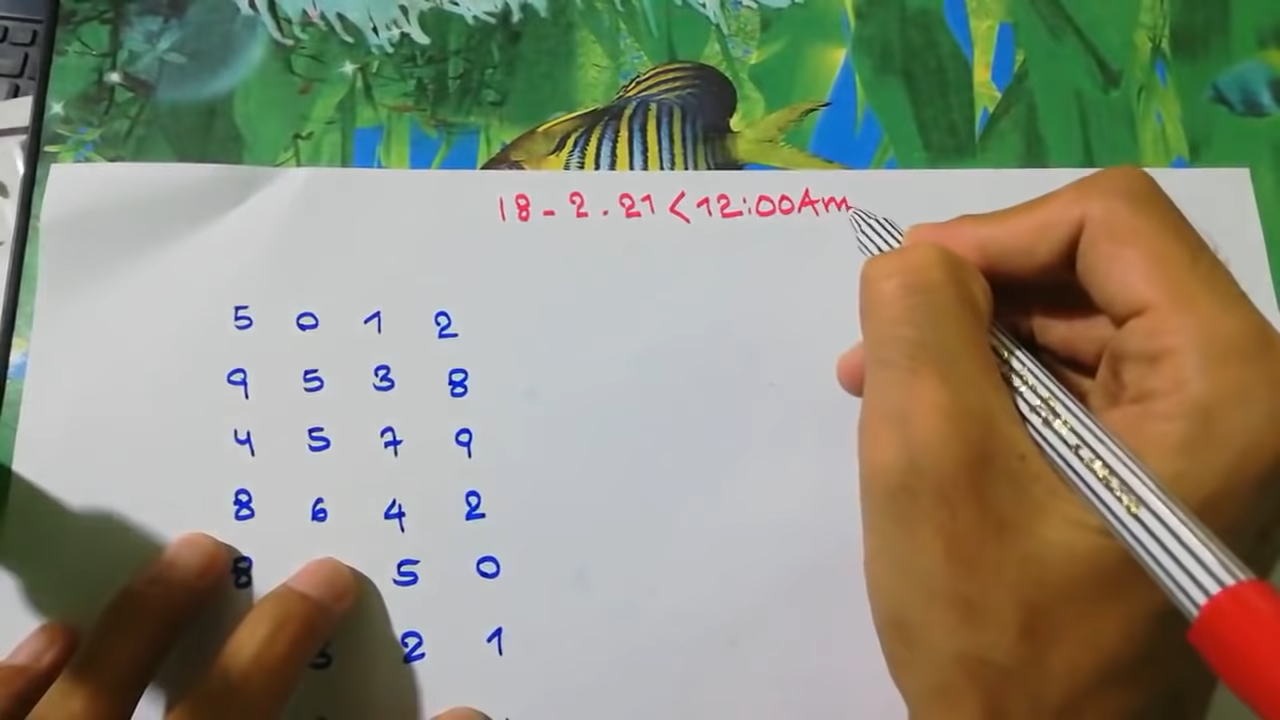 18-2.21<12:00Am
5 0 1 2
9 5 3 8
4 5 7 9
8 6 4 2
8 5 0
3 2 1